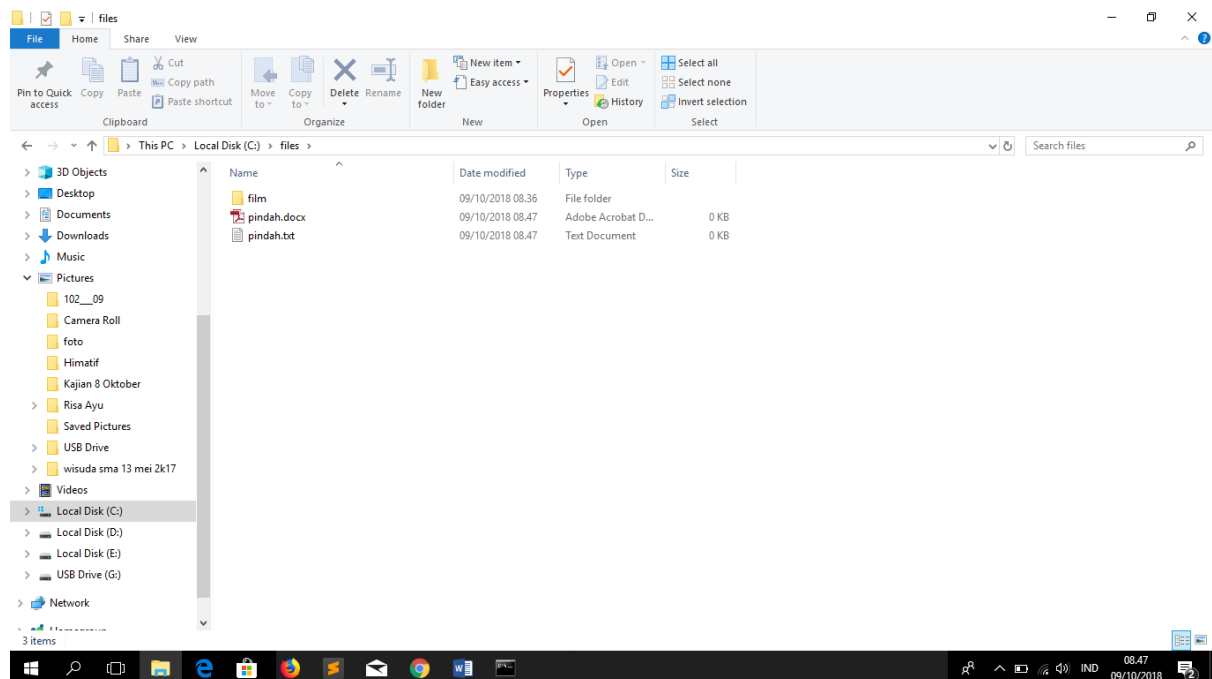 files
File Home Share View
Pin to Quick access
Copy
Paste
Cut
Copy path
Paste shortcut
Clipboard
Move to
Copy to
Delete
Rename
Organize
New folder
New item
Easy access
New
Properties
Open
Edit
History
Open
Select all
Select none
Invert selection
Select
This PC > Local Disk (C:) > files >
Search files
3D Objects
Desktop
Documents
Downloads
Music
Pictures
102__09
Camera Roll
foto
Himatif
Kajian 8 Oktober
Risa Ayu
Saved Pictures
USB Drive
wisuda sma 13 mei 2k17
Videos
Local Disk (C:)
Local Disk (D:)
Local Disk (E:)
USB Drive (G:)
Network
Name Date modified Type Size
film 09/10/2018 08.36 File folder
pindah.docx 09/10/2018 08.47 Adobe Acrobat D... 0 KB
pindah.txt 09/10/2018 08.47 Text Document 0 KB
3 items
IND
08.47
09/10/2018
2